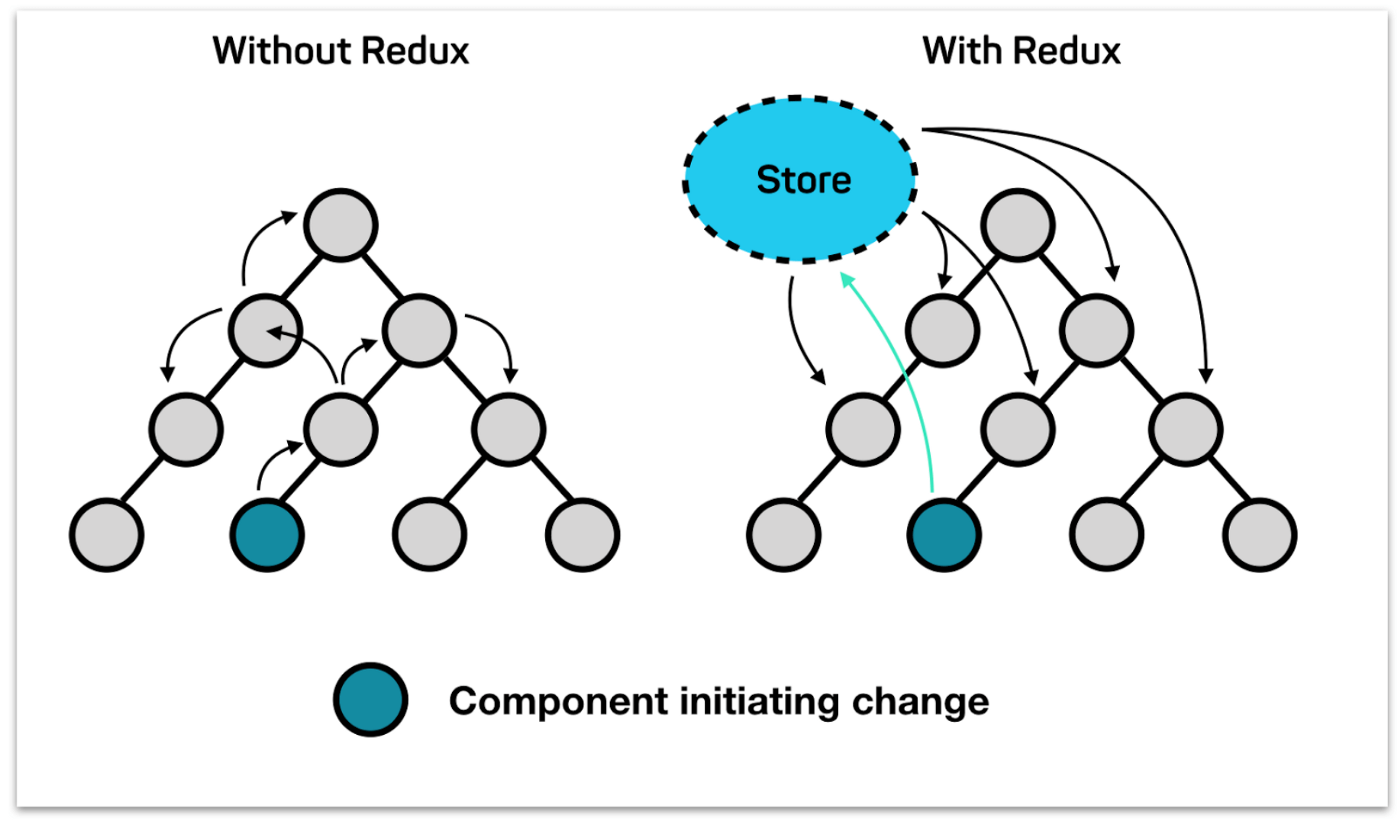 Without Redux
With Redux
Store
Component initiating change